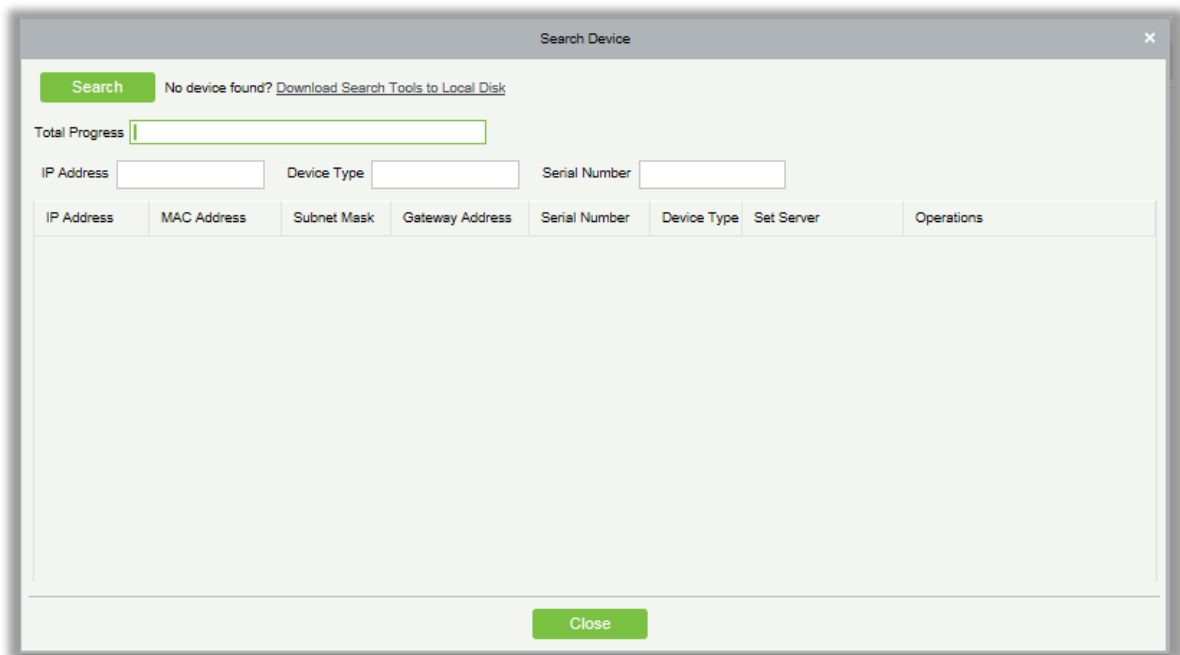 Search Device
Search No device found? Download Search Tools to Local Disk
Total Progress
IP Address Device Type Serial Number
IP Address MAC Address Subnet Mask Gateway Address Serial Number Device Type Set Server Operations
Close